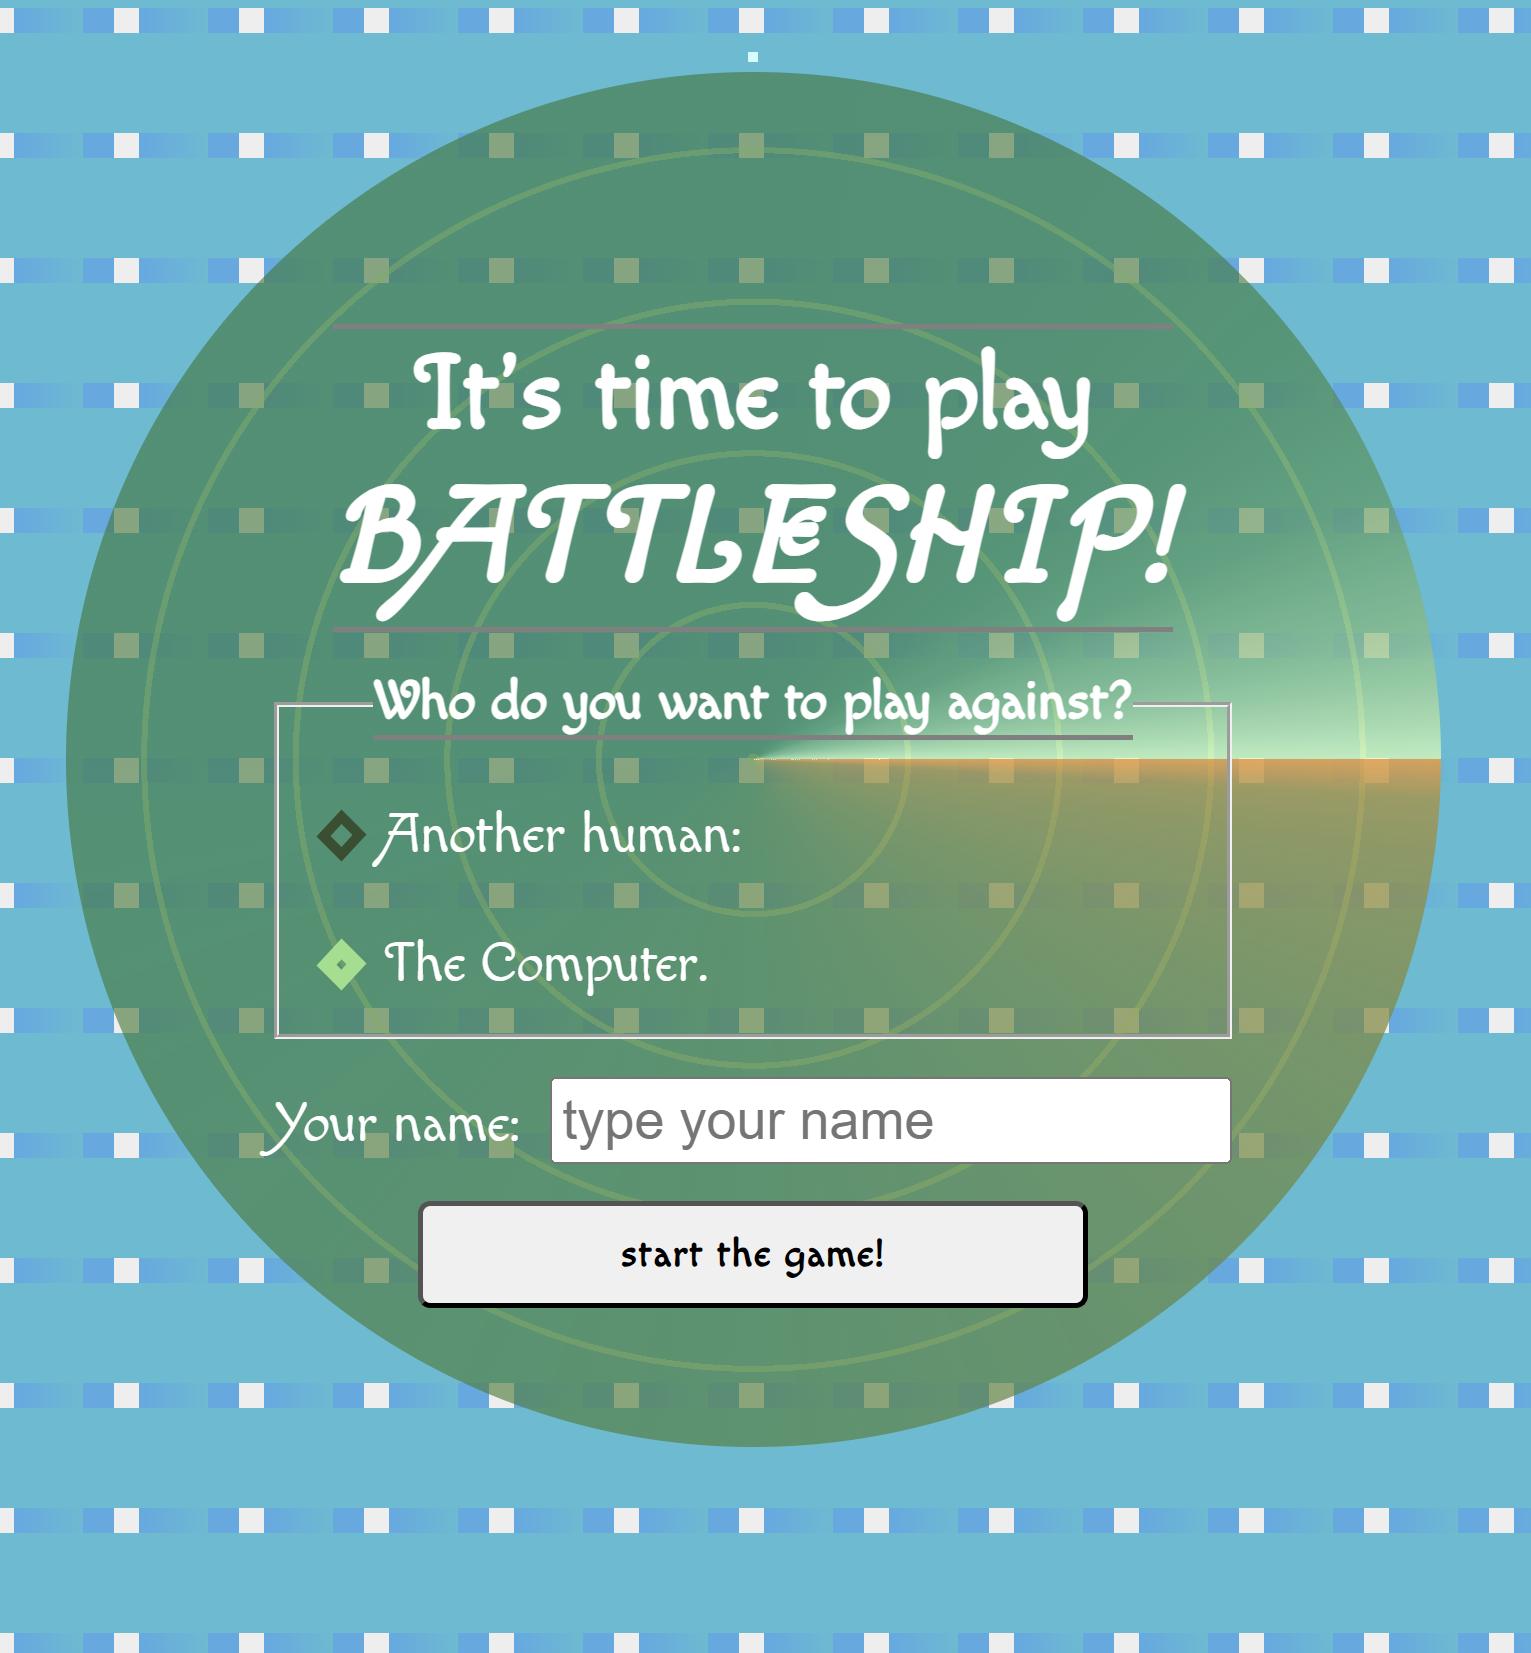 It's time to play
BATTLESHIP!
Who do you want to play against?
Another human:
The Computer.
Your name: type your name
start the game!